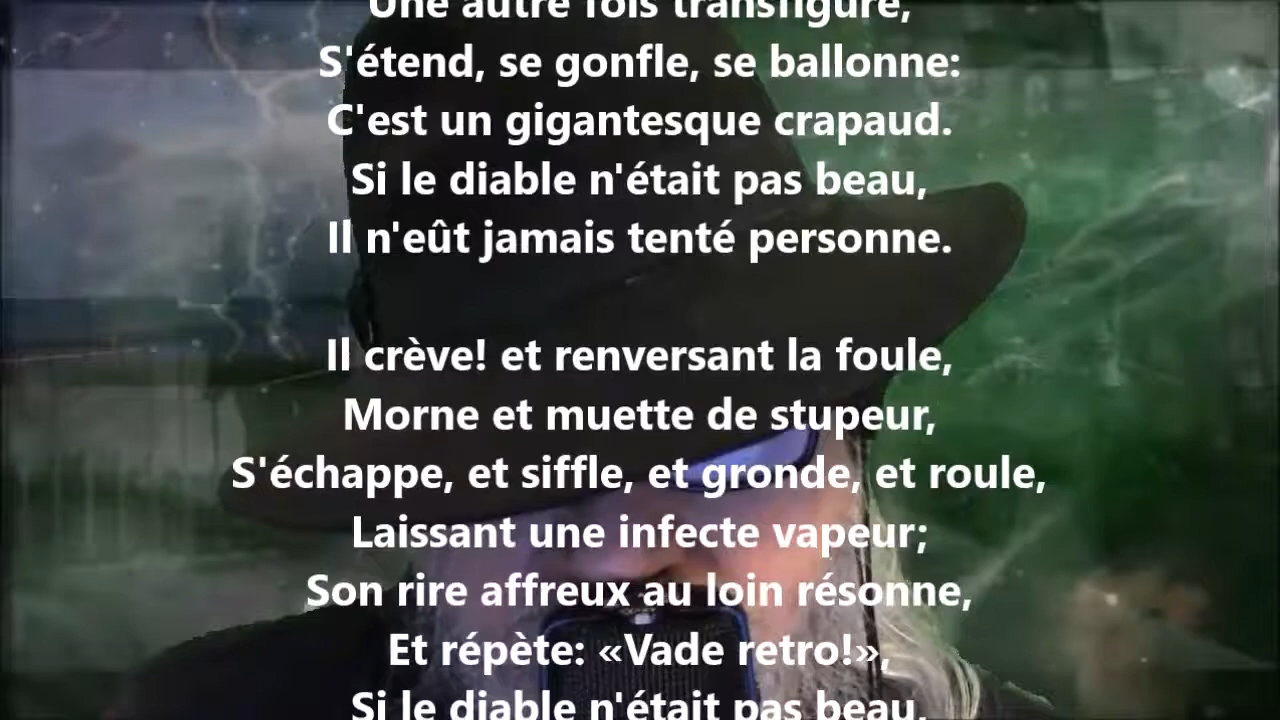 Une autre fois transfiguré,
S'étend, se gonfle, se ballonne:
C'est un gigantesque crapaud.
Si le diable n'était pas beau,
Il n'eût jamais tenté personne.
Il crève! et renversant la foule,
Morne et muette de stupeur,
S'échappe, et siffle, et gronde, et roule,
Laissant une infecte vapeur;
Son rire affreux au loin résonne,
Et répète: «Vade retro!»,
Si le diable n'était pas beau,